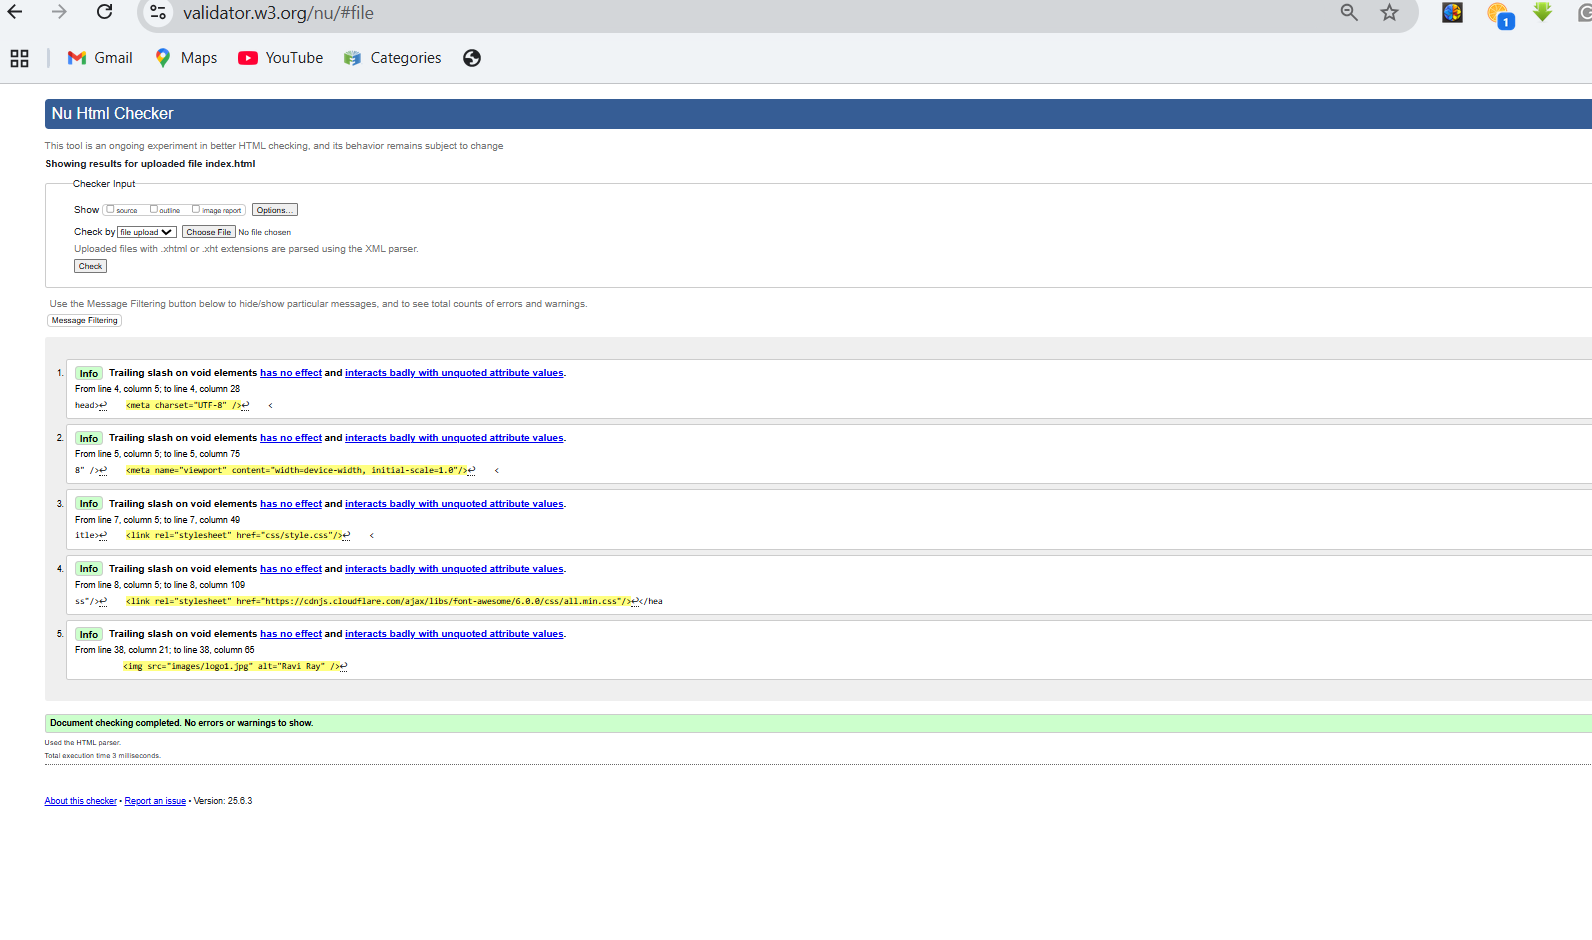 validator.w3.org/nu/#file
1
Gmail Maps YouTube Categories
Nu Html Checker
This tool is an ongoing experiment in better HTML checking, and its behavior remains subject to change
Showing results for uploaded file index.html
Checker Input
Show source outline image report Options...
Check by file upload Choose File No file chosen
Uploaded files with .xhtml or .xht extensions are parsed using the XML parser.
Check
Use the Message Filtering button below to hide/show particular messages, and to see total counts of errors and warnings.
Message Filtering
1. Info Trailing slash on void elements has no effect and interacts badly with unquoted attribute values.
From line 4, column 5; to line 4, column 28
head>↩ <meta charset="UTF-8" />↩ <
2. Info Trailing slash on void elements has no effect and interacts badly with unquoted attribute values.
From line 5, column 5; to line 5, column 75
8" />↩ <meta name="viewport" content="width=device-width, initial-scale=1.0"/>↩ <
3. Info Trailing slash on void elements has no effect and interacts badly with unquoted attribute values.
From line 7, column 5; to line 7, column 49
itle>↩ <link rel="stylesheet" href="css/style.css"/>↩ <
4. Info Trailing slash on void elements has no effect and interacts badly with unquoted attribute values.
From line 8, column 5; to line 8, column 109
ss"/>↩ <link rel="stylesheet" href="https://cdnjs.cloudflare.com/ajax/libs/font-awesome/6.0.0/css/all.min.css"/>↩</hea
5. Info Trailing slash on void elements has no effect and interacts badly with unquoted attribute values.
From line 38, column 21; to line 38, column 65
<img src="images/logo1.jpg" alt="Ravi Ray" />↩
Document checking completed. No errors or warnings to show.
Used the HTML parser.
Total execution time 3 milliseconds.
About this checker • Report an issue • Version: 25.6.3